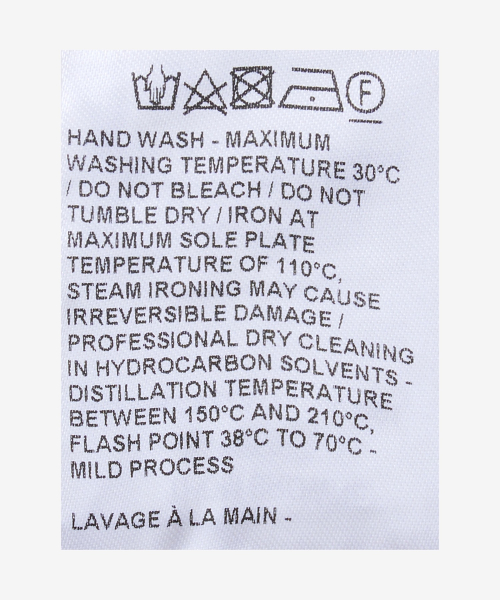 F
HAND WASH - MAXIMUM
WASHING TEMPERATURE 30°C
/ DO NOT BLEACH / DO NOT
TUMBLE DRY / IRON AT
MAXIMUM SOLE PLATE
TEMPERATURE OF 110°C,
STEAM IRONING MAY CAUSE
IRREVERSIBLE DAMAGE /
PROFESSIONAL DRY CLEANING
IN HYDROCARBON SOLVENTS -
DISTILLATION TEMPERATURE
BETWEEN 150°C AND 210°C,
FLASH POINT 38°C TO 70°C -
MILD PROCESS
LAVAGE À LA MAIN -